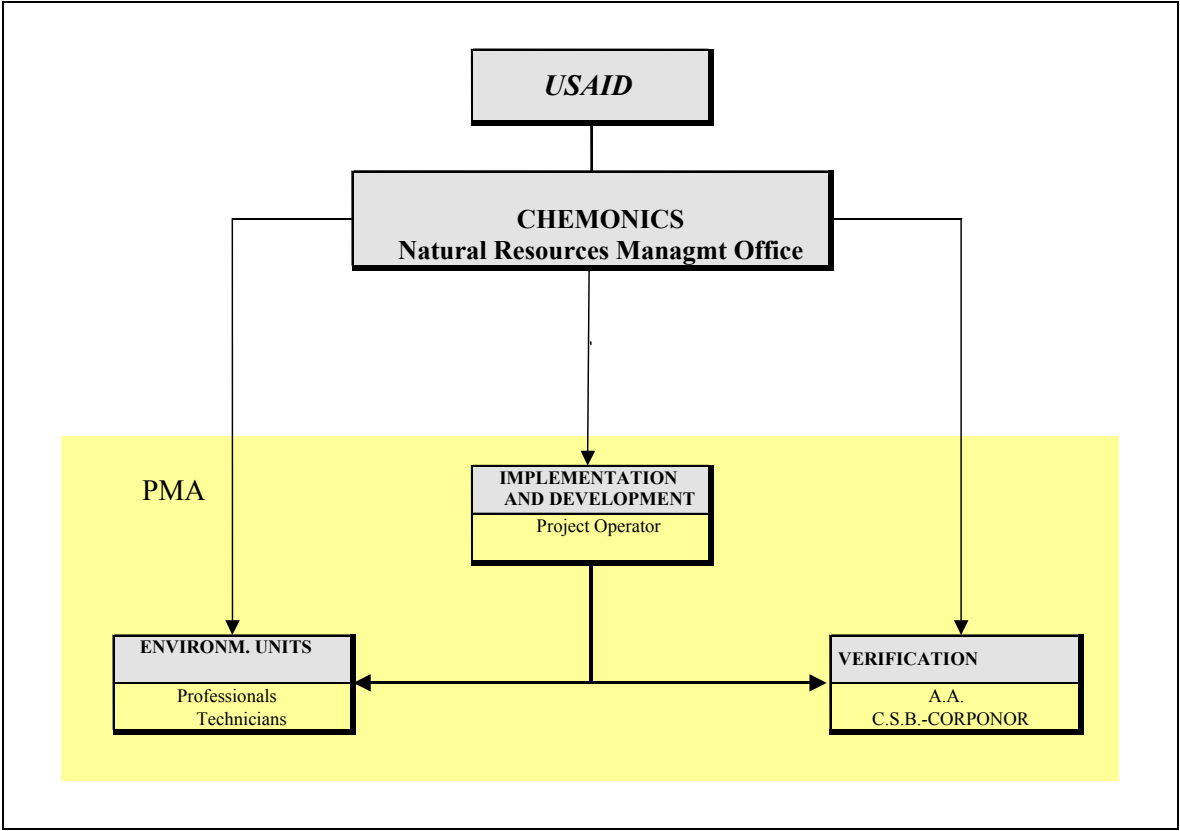 USAID
CHEMONICS
Natural Resources Managmt Office
PMA
IMPLEMENTATION
AND DEVELOPMENT
Project Operator
ENVIRONM. UNITS
Professionals
Technicians
VERIFICATION
A.A.
C.S.B.-CORPONOR